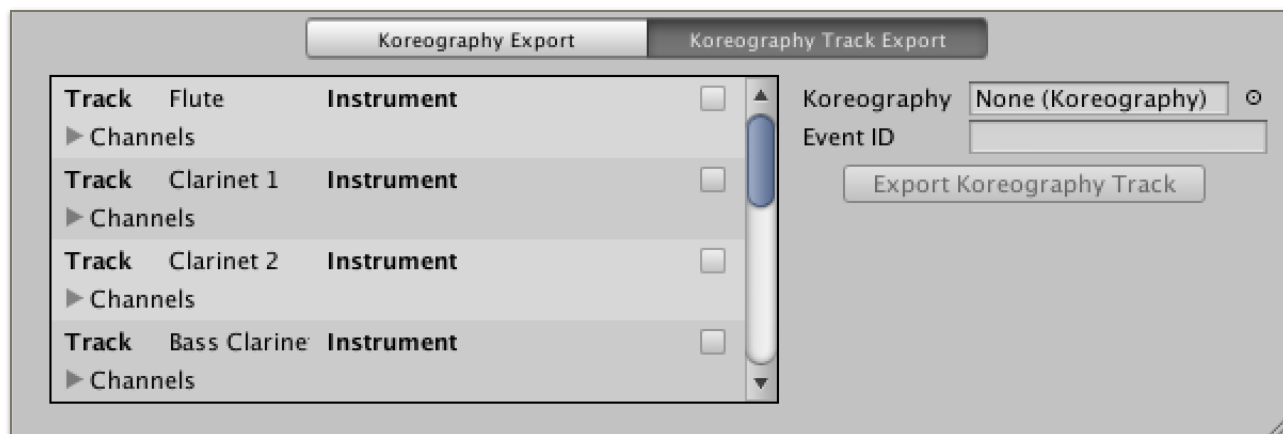 Koreography Export Koreography Track Export
Track Flute Instrument
Channels
Track Clarinet 1 Instrument
Channels
Track Clarinet 2 Instrument
Channels
Track Bass Clarine Instrument
Channels
Koreography None (Koreography)
Event ID
Export Koreography Track